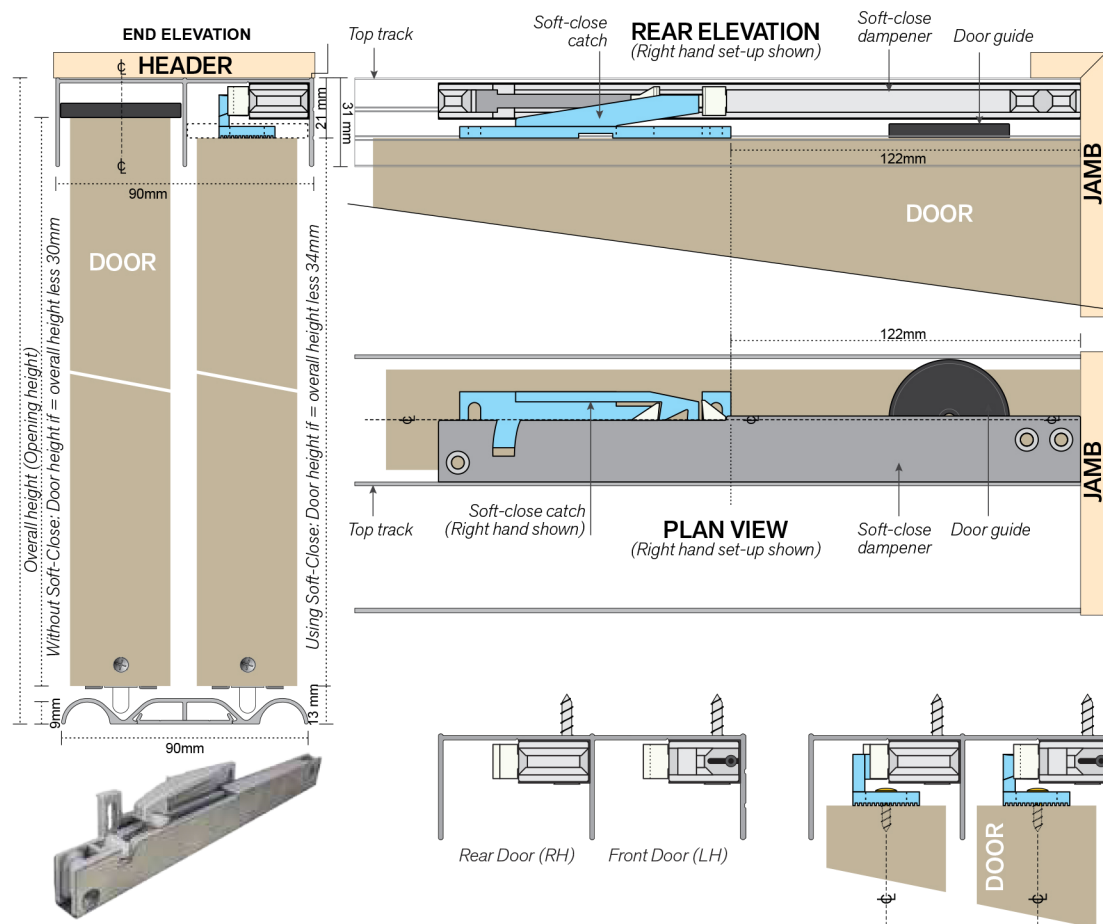 END ELEVATION
HEADER
℄
21 mm
31 mm
℄
90mm
DOOR
Overall height (Opening height)
Without Soft-Close: Door height if = overall height less 30mm
Using Soft-Close: Door height if = overall height less 34mm
9mm
13 mm
90mm
Top track
Soft-close
catch
REAR ELEVATION
(Right hand set-up shown)
Soft-close
dampener
Door guide
122mm
DOOR
JAMB
122mm
℄
℄
℄
JAMB
Top track
Soft-close catch
(Right hand shown)
PLAN VIEW
(Right hand set-up shown)
Soft-close
dampener
Door guide
Rear Door (RH)
Front Door (LH)
DOOR
℄
℄